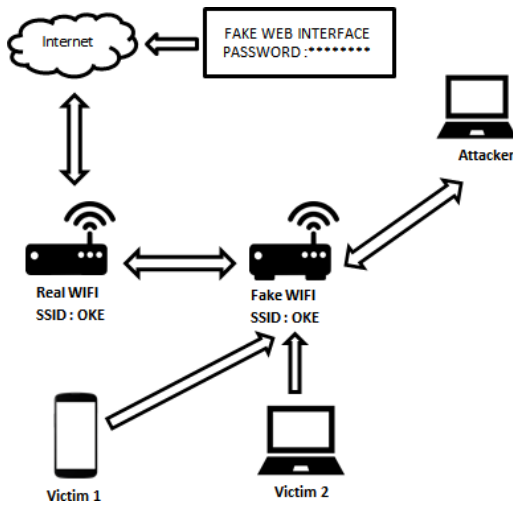 Internet
FAKE WEB INTERFACE
PASSWORD : ********
Attacker
Real WIFI
SSID : OKE
Fake WIFI
SSID : OKE
Victim 1
Victim 2